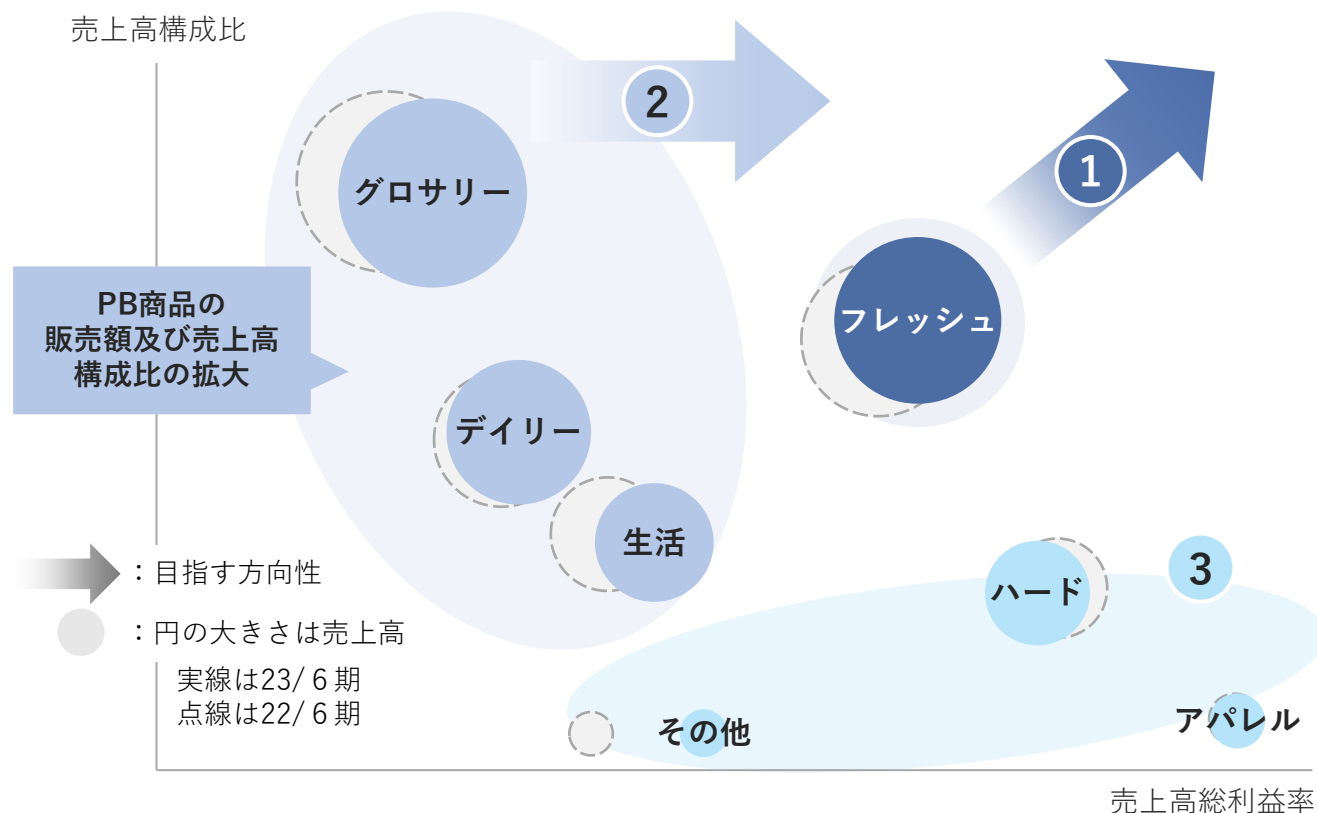 売上高構成比
2
1
グロサリー
PB商品の
販売額及び売上高
構成比の拡大
フレッシュ
デイリー
生活
ハード
3
：目指す方向性
：円の大きさは売上高
実線は23/６期
点線は22/６期
その他
アパレル
売上高総利益率